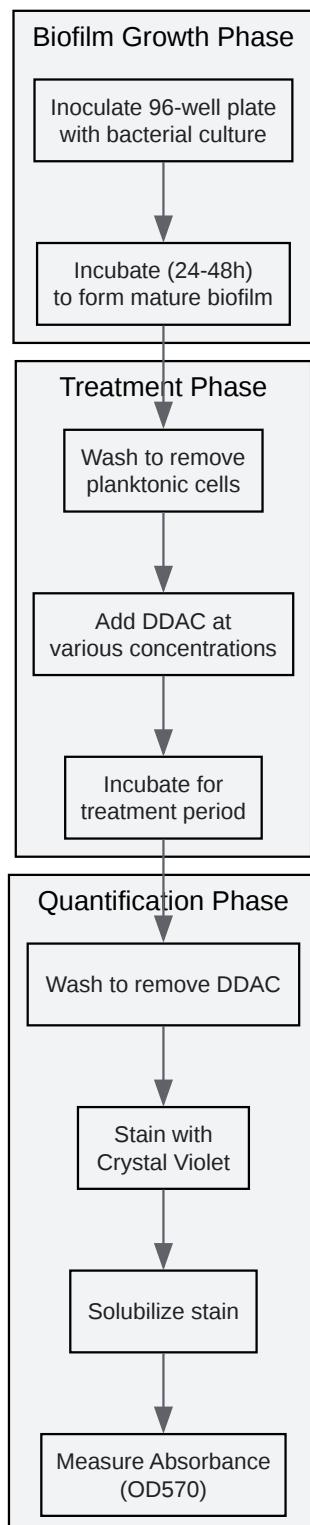 Biofilm Growth Phase
Inoculate 96-well plate
with bacterial culture
Incubate (24-48h)
to form mature biofilm
Treatment Phase
Wash to remove
planktonic cells
Add DDAC at
various concentrations
Incubate for
treatment period
Quantification Phase
Wash to remove DDAC
Stain with
Crystal Violet
Solubilize stain
Measure Absorbance
(OD570)